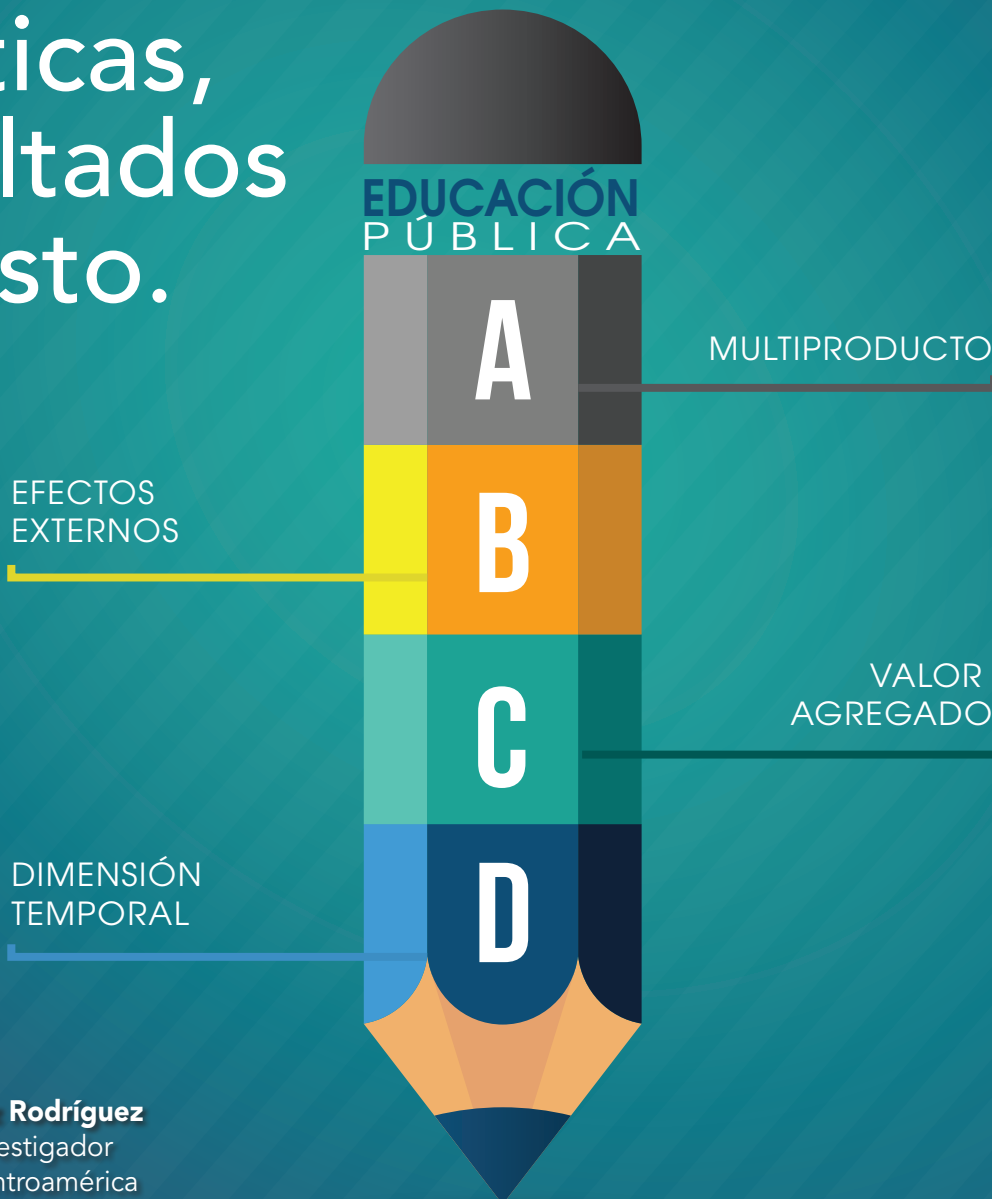 ticas,
ltados
sto.
EDUCACIÓN
PÚBLICA
A
MULTIPRODUCTO
EFECTOS
EXTERNOS
B
VALOR
AGREGADO
C
DIMENSIÓN
TEMPORAL
D
Rodríguez
estigador
ntroamérica